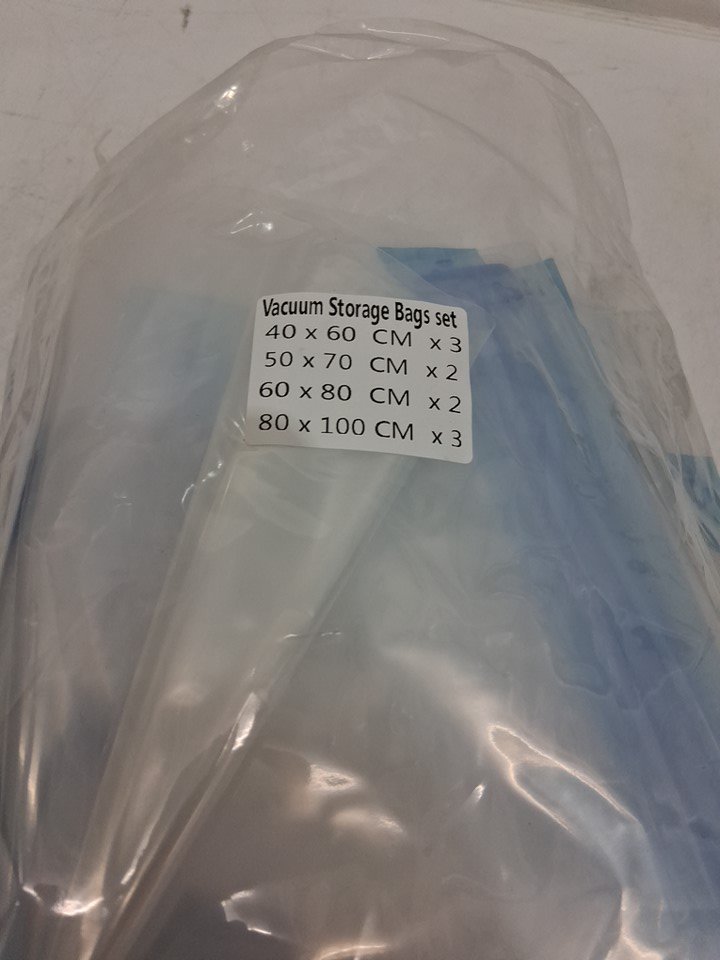 Vacuum Storage Bags set
40 x 60 CM x 3
50 x 70 CM x 2
60 x 80 CM x 2
80 x 100 CM x 3